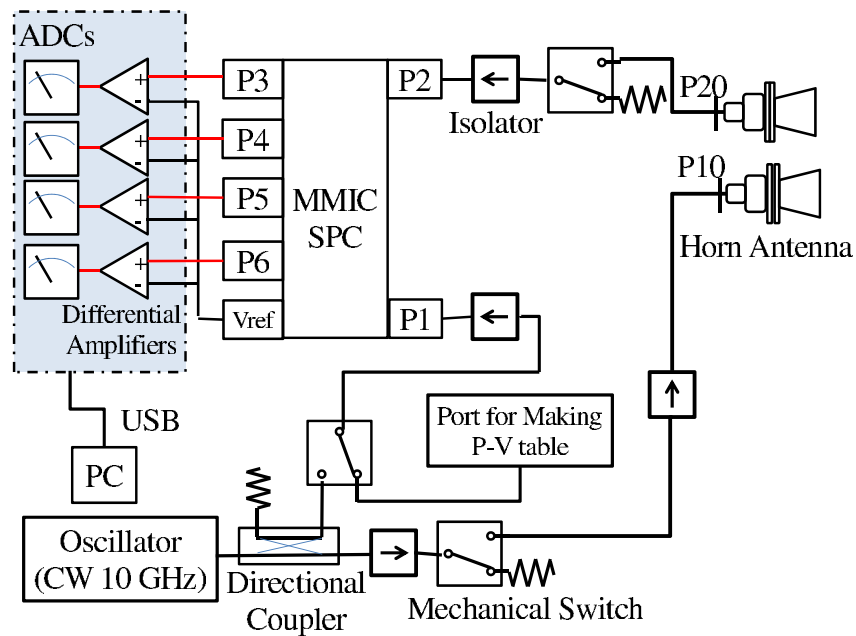 ADCs
+
-
+
-
+
-
+
-
Differential
Amplifiers
P3
P4
P5
P6
Vref
MMIC
SPC
P2
P1
Isolator
P20
P10
Horn Antenna
USB
PC
Port for Making
P-V table
Oscillator
(CW 10 GHz)
Directional
Coupler
Mechanical Switch